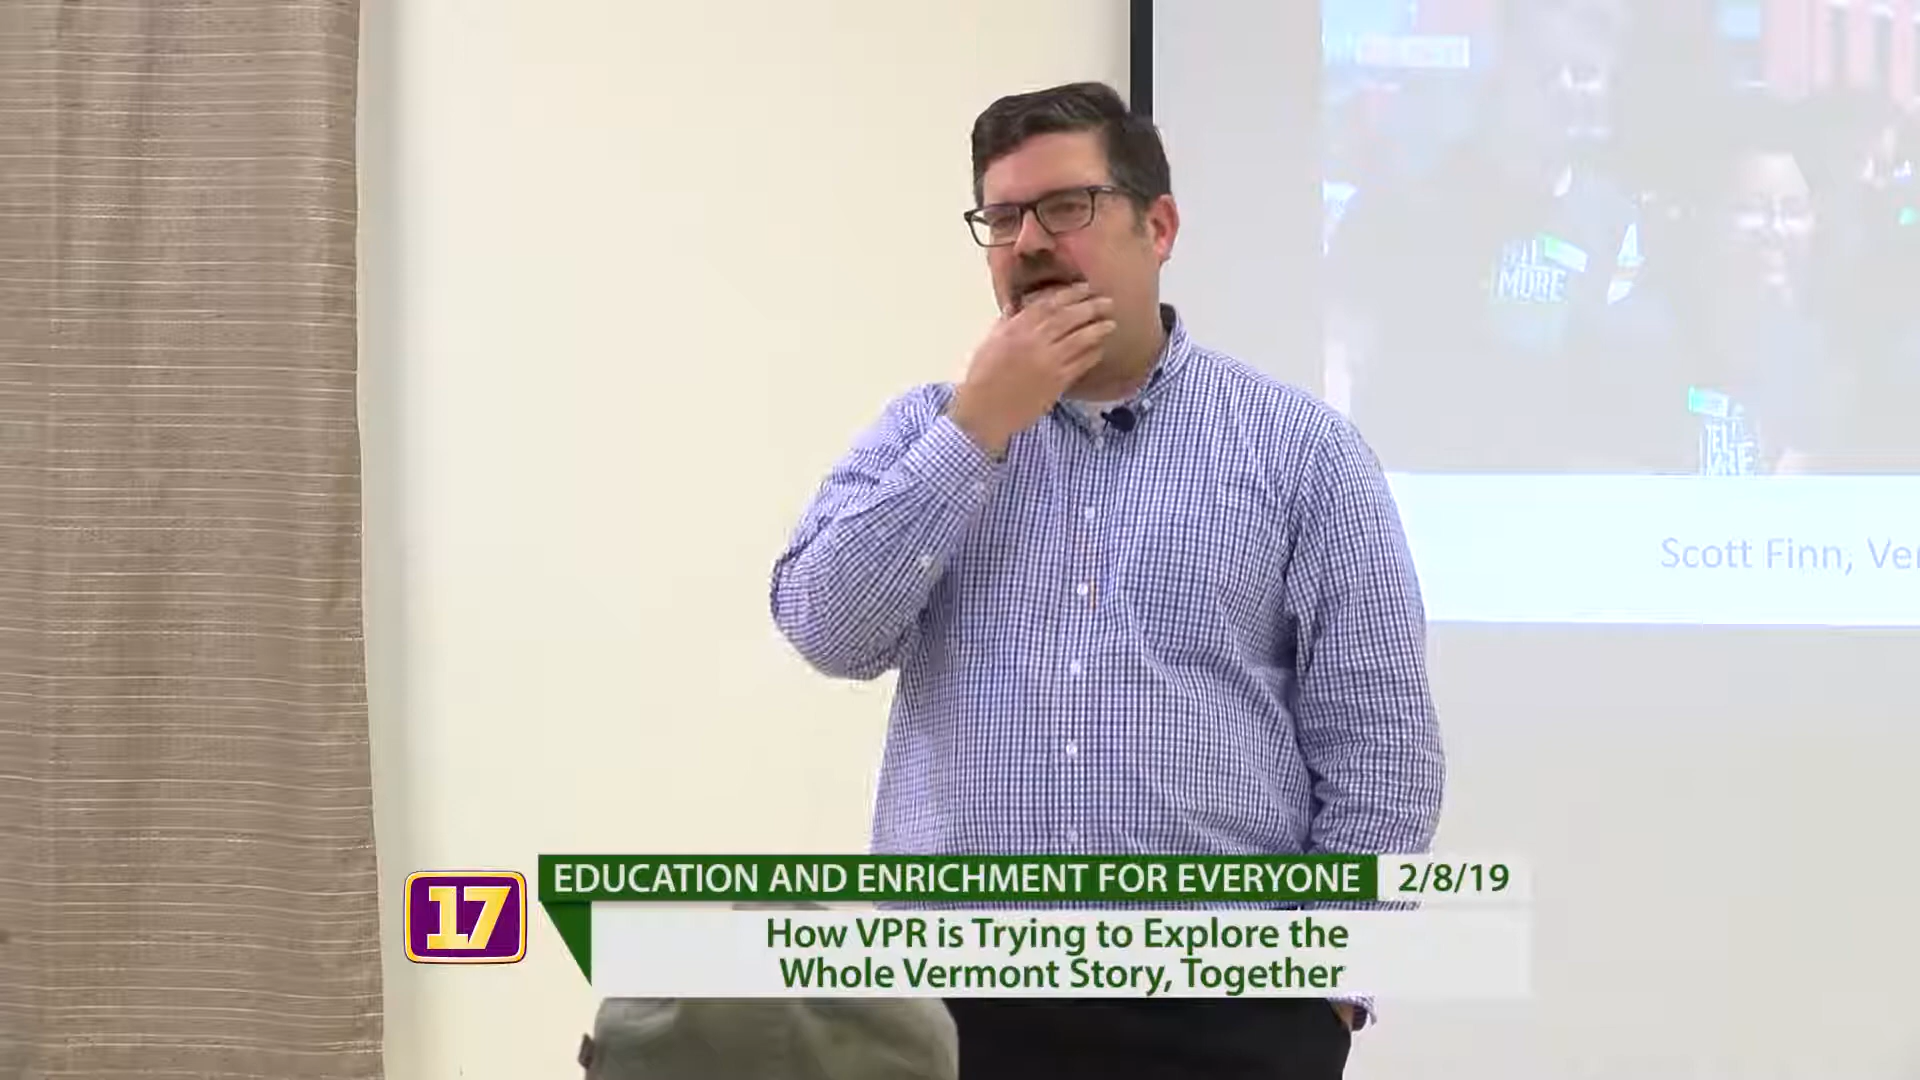 MORE
Scott Finn, Ver
17
EDUCATION AND ENRICHMENT FOR EVERYONE 2/8/19
How VPR is Trying to Explore the
Whole Vermont Story, Together